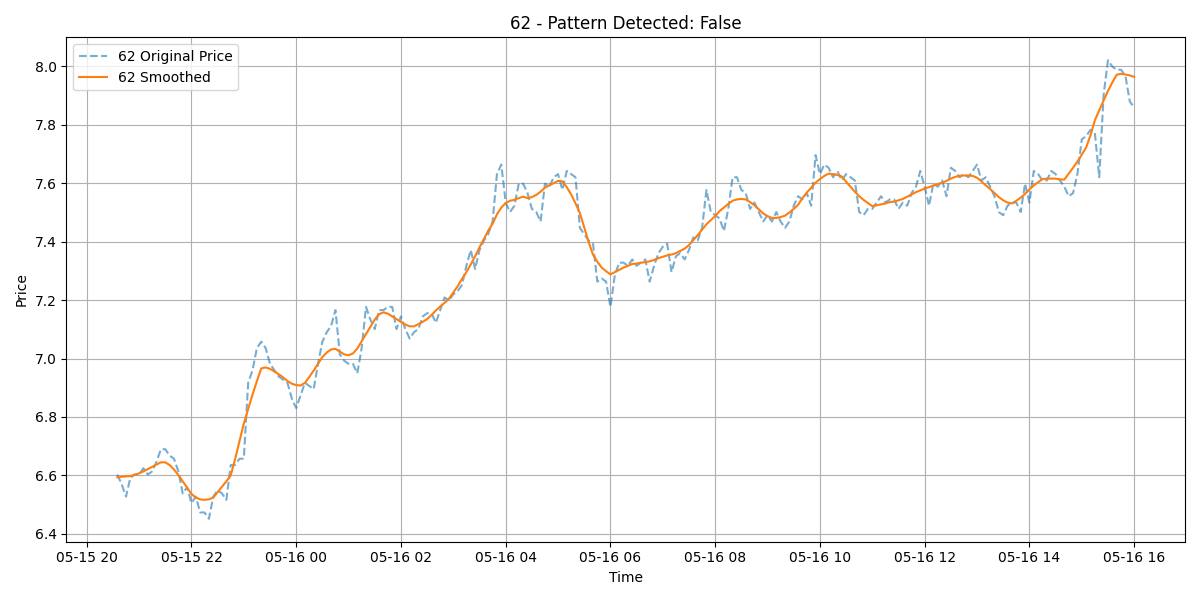 62 - Pattern Detected: False
62 Original Price
62 Smoothed
Price
8.0
7.8
7.6
7.4
7.2
7.0
6.8
6.6
6.4
05-15 20 05-15 22 05-16 00 05-16 02 05-16 04 05-16 06 05-16 08 05-16 10 05-16 12 05-16 14 05-16 16
Time